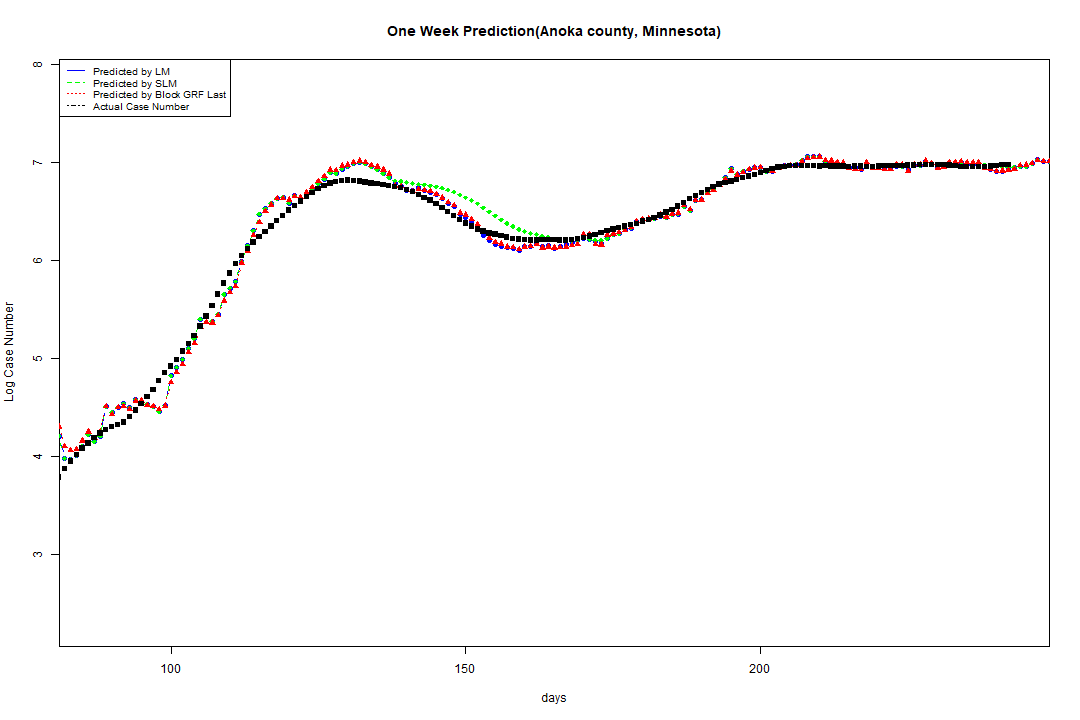 One Week Prediction(Anoka county, Minnesota)
Predicted by LM
Predicted by SLM
Predicted by Block GRF Last
Actual Case Number
8
7
6
5
4
3
Log Case Number
100 150 200
days